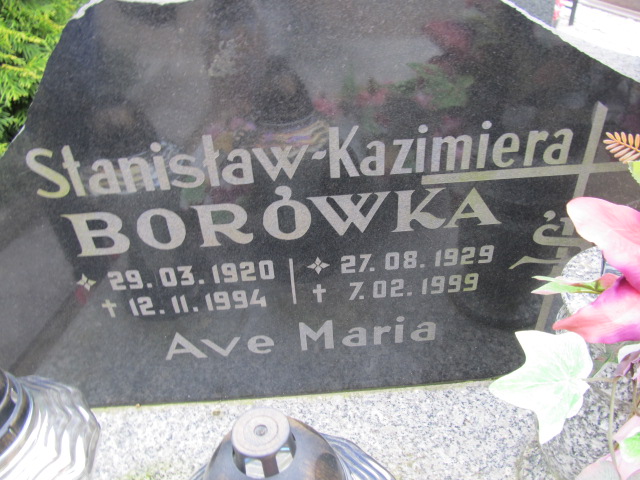 Stanisław-Kazimiera
BORÓWKA
29.03.1920 | 27.08.1929
† 12.11.1994 | † 7.02.1999
Ave Maria